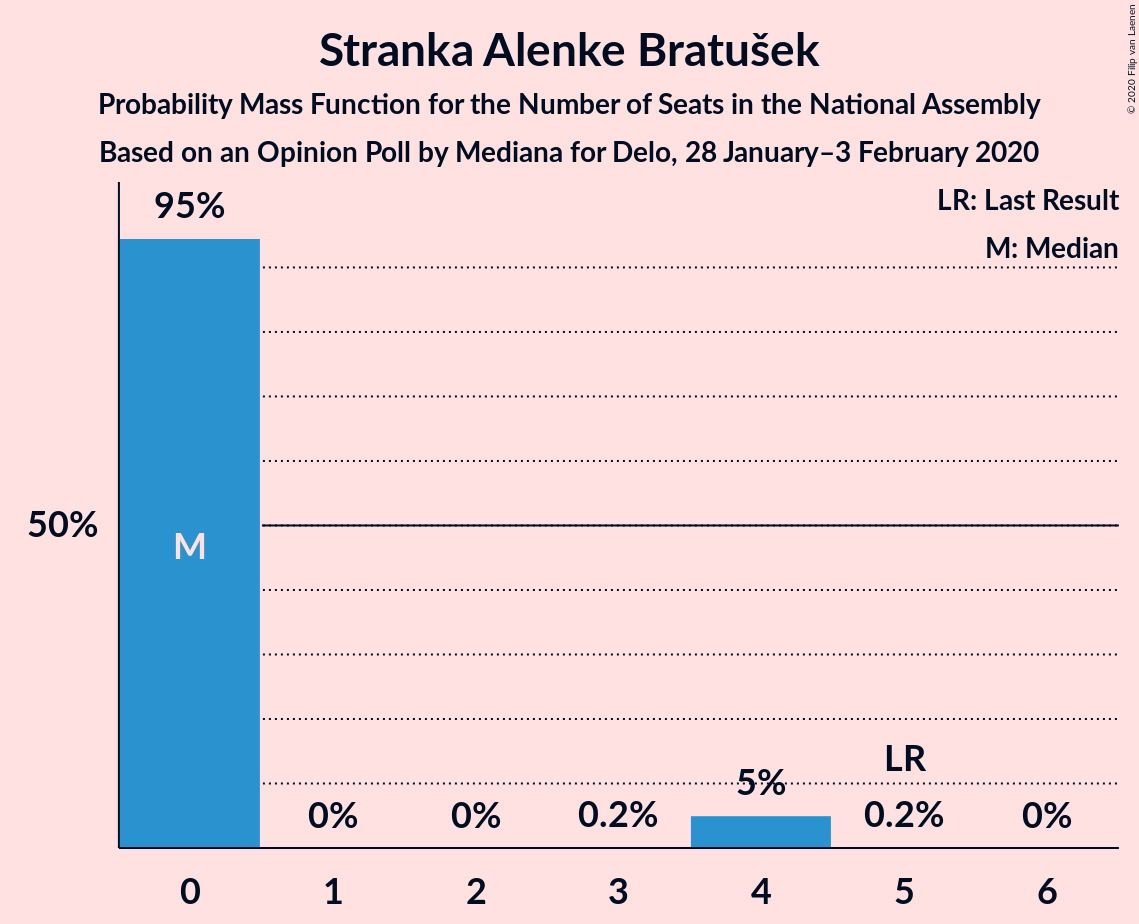 Stranka Alenke Bratušek
Probability Mass Function for the Number of Seats in the National Assembly
Based on an Opinion Poll by Mediana for Delo, 28 January–3 February 2020
© 2020 Filip van Laenen
LR: Last Result
M: Median
95%
50%
M
0%
0%
0.2%
5%
LR
0.2%
0%
0
1
2
3
4
5
6